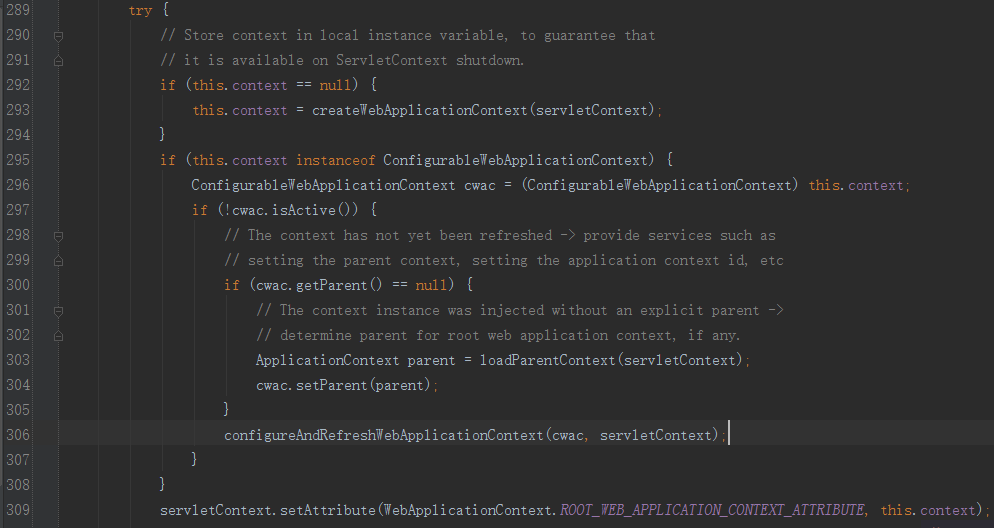 289 try {
290 // Store context in local instance variable, to guarantee that
291 // it is available on ServletContext shutdown.
292 if (this.context == null) {
293 this.context = createWebApplicationContext(servletContext);
294 }
295 if (this.context instanceof ConfigurableWebApplicationContext) {
296 ConfigurableWebApplicationContext cwac = (ConfigurableWebApplicationContext) this.context;
297 if (!cwac.isActive()) {
298 // The context has not yet been refreshed -> provide services such as
299 // setting the parent context, setting the application context id, etc
300 if (cwac.getParent() == null) {
301 // The context instance was injected without an explicit parent ->
302 // determine parent for root web application context, if any.
303 ApplicationContext parent = loadParentContext(servletContext);
304 cwac.setParent(parent);
305 }
306 configureAndRefreshWebApplicationContext(cwac, servletContext);
307 }
308 }
309 servletContext.setAttribute(WebApplicationContext.ROOT_WEB_APPLICATION_CONTEXT_ATTRIBUTE, this.context);